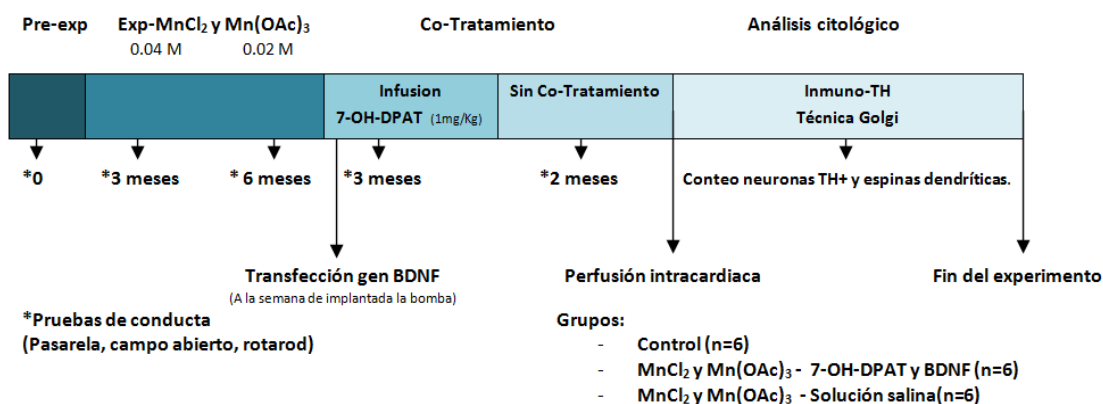 Pre-exp Exp-MnCl₂ y Mn(OAc)₃ Co-Tratamiento Análisis citológico
0.04 M 0.02 M
Infusion Sin Co-Tratamiento Inmuno-TH
7-OH-DPAT (1mg/Kg) Técnica Golgi
*0 *3 meses * 6 meses *3 meses *2 meses Conteo neuronas TH+ y espinas dendríticas.
Transfección gen BDNF Perfusión intracardiaca Fin del experimento
(A la semana de implantada la bomba)
*Pruebas de conducta Grupos:
(Pasarela, campo abierto, rotarod)
- Control (n=6)
- MnCl₂ y Mn(OAc)₃ - 7-OH-DPAT y BDNF (n=6)
- MnCl₂ y Mn(OAc)₃ - Solución salina(n=6)